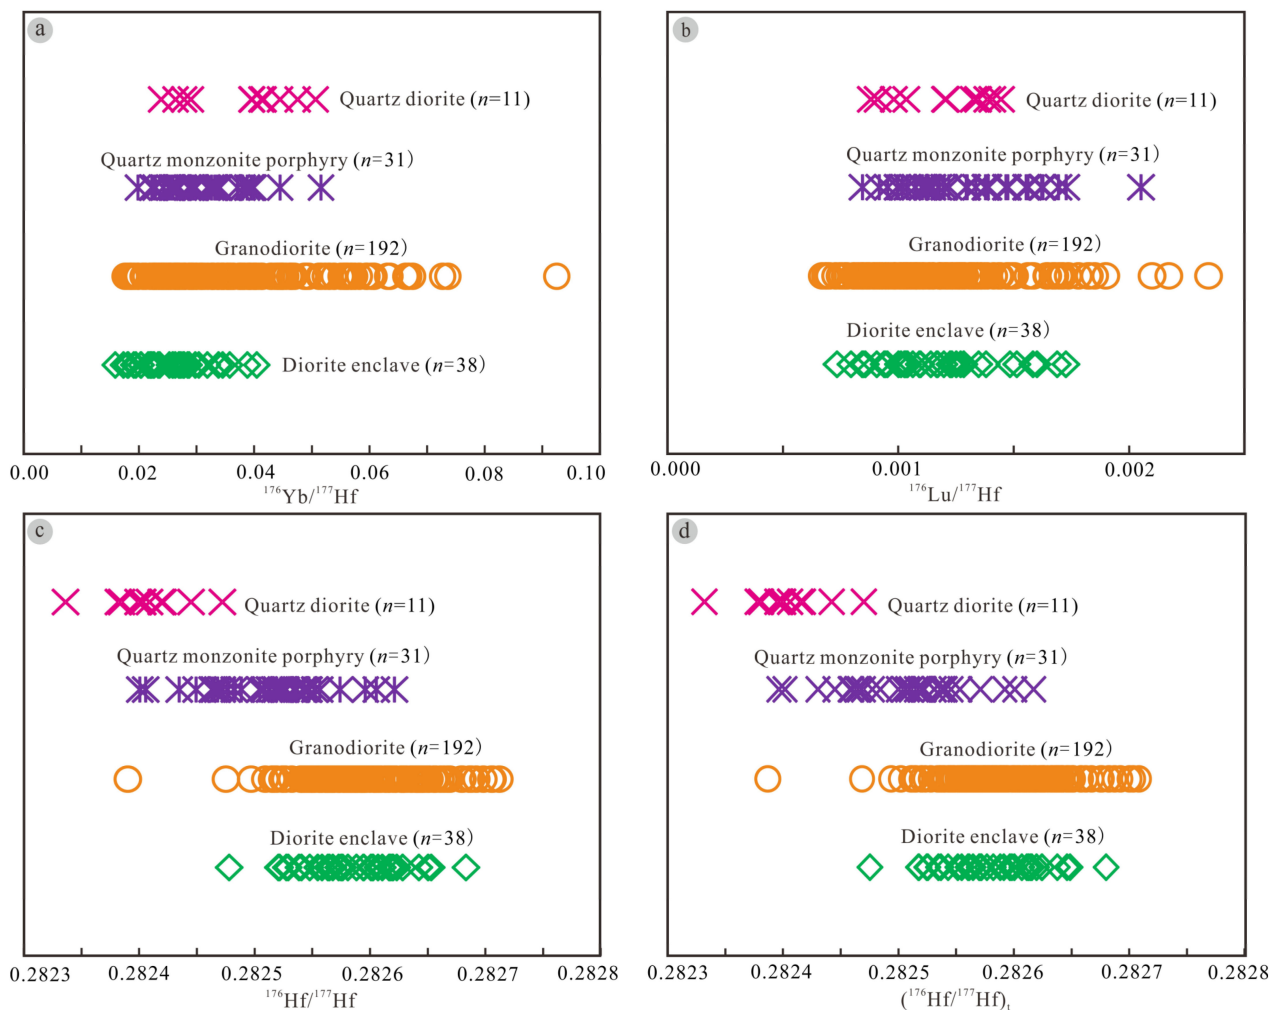 a
Quartz diorite (n=11)
Quartz monzonite porphyry (n=31)
Granodiorite (n=192)
Diorite enclave (n=38)
0.00 0.02 0.04 0.06 0.08 0.10
176Yb/177Hf
b
Quartz diorite (n=11)
Quartz monzonite porphyry (n=31)
Granodiorite (n=192)
Diorite enclave (n=38)
0.000 0.001 0.002
176Lu/177Hf
c
Quartz diorite (n=11)
Quartz monzonite porphyry (n=31)
Granodiorite (n=192)
Diorite enclave (n=38)
0.2823 0.2824 0.2825 0.2826 0.2827 0.2828
176Hf/177Hf
d
Quartz diorite (n=11)
Quartz monzonite porphyry (n=31)
Granodiorite (n=192)
Diorite enclave (n=38)
0.2823 0.2824 0.2825 0.2826 0.2827 0.2828
(176Hf/177Hf)t